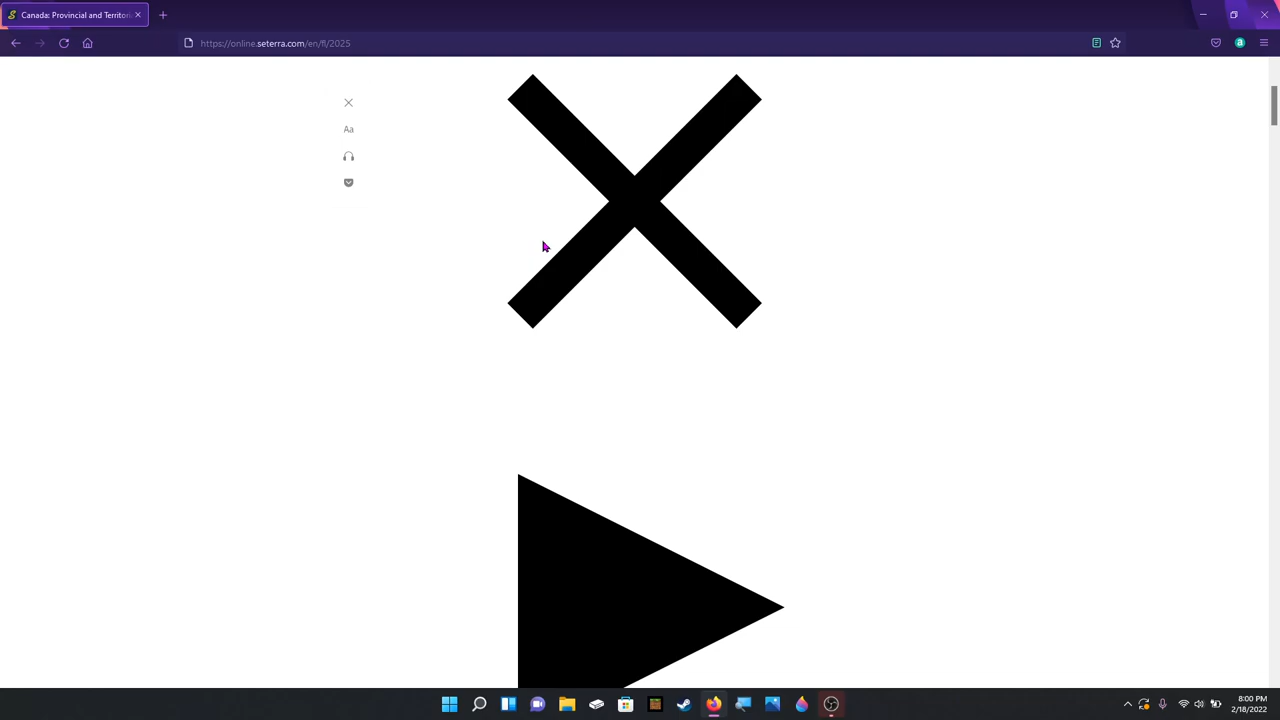 Canada: Provincial and Territori
https://online.seterra.com/en/fl/2025
Aa
8:00 PM
2/18/2022